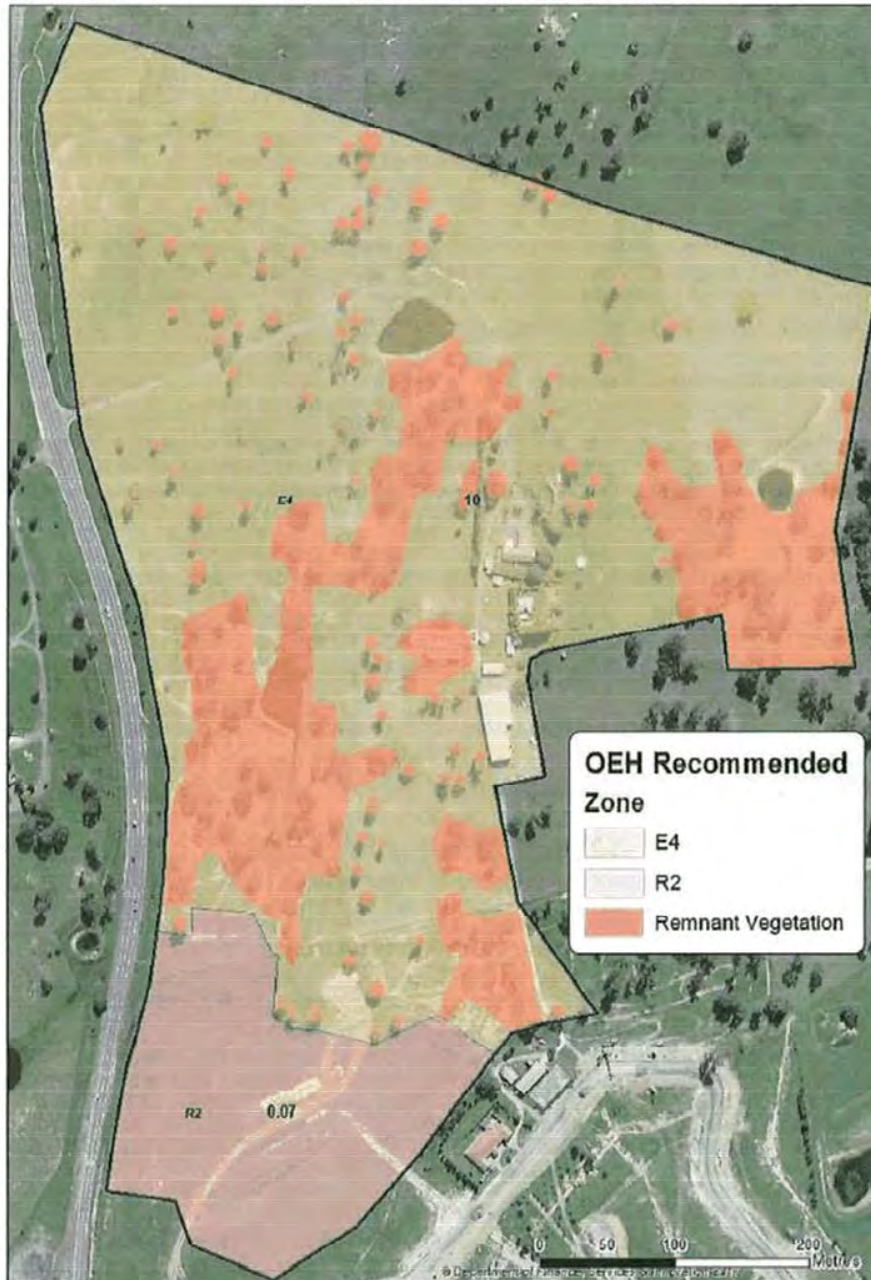 E4
10
OEH Recommended
Zone
E4
R2
Remnant Vegetation
R2
0.07
0 50 100 200
Metres